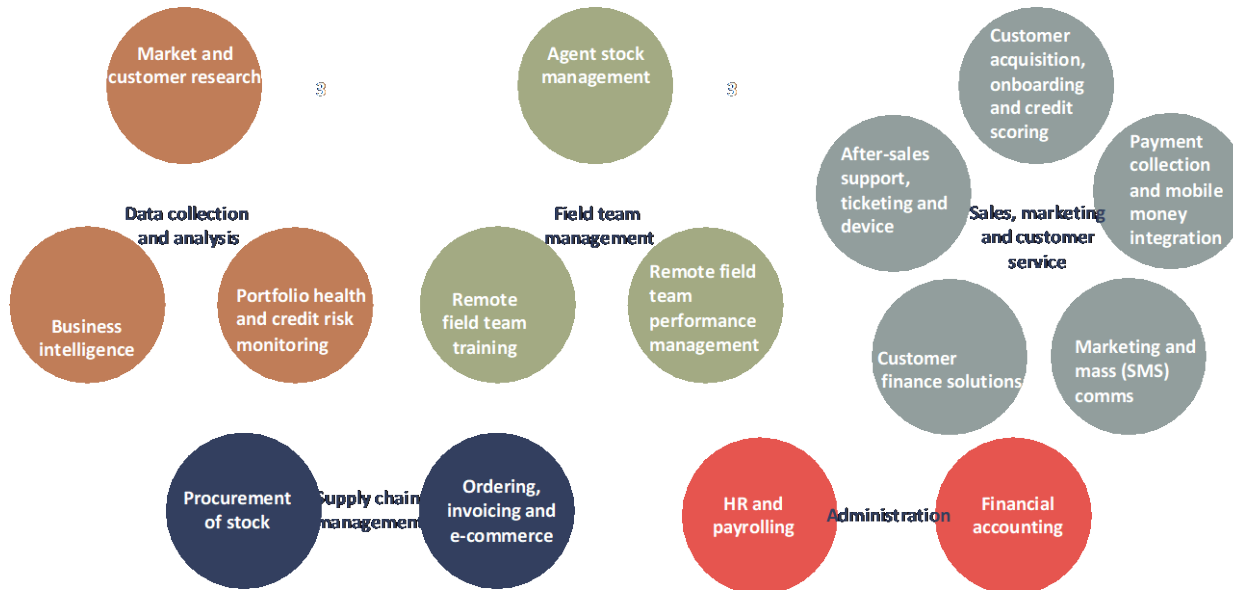 Market and
customer research
3
Data collection
and analysis
Business
intelligence
Portfolio health
and credit risk
monitoring
Agent stock
management
3
Field team
management
Remote
field team
training
Remote field
team
performance
management
Customer
acquisition,
onboarding
and credit
scoring
After-sales
support,
ticketing and
device
Payment
collection
and mobile
money
integration
Sales, marketing
and customer
service
Customer
finance solutions
Marketing and
mass (SMS)
comms
Procurement
of stock
Supply chain
management
Ordering,
invoicing and
e-commerce
HR and
payrolling
Administration
Financial
accounting